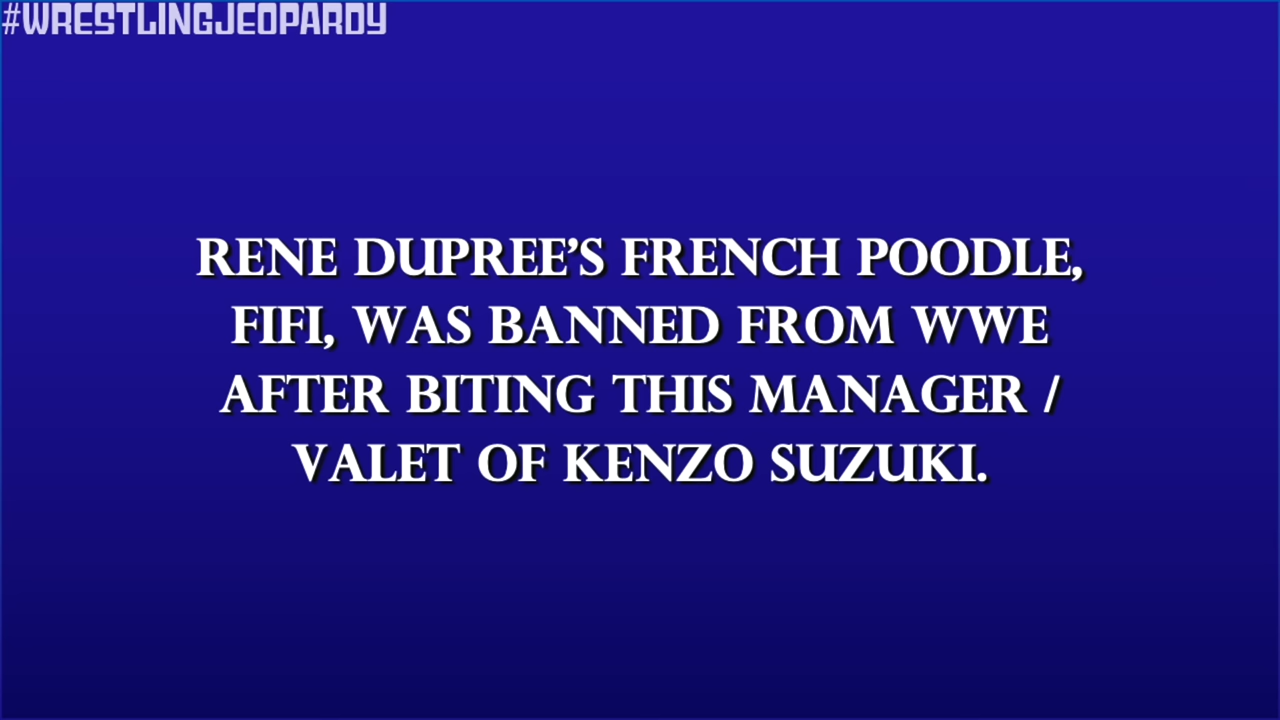 #WRESTLINGJEOPARDY
RENE DUPREE'S FRENCH POODLE,
FIFI, WAS BANNED FROM WWE
AFTER BITING THIS MANAGER /
VALET OF KENZO SUZUKI.